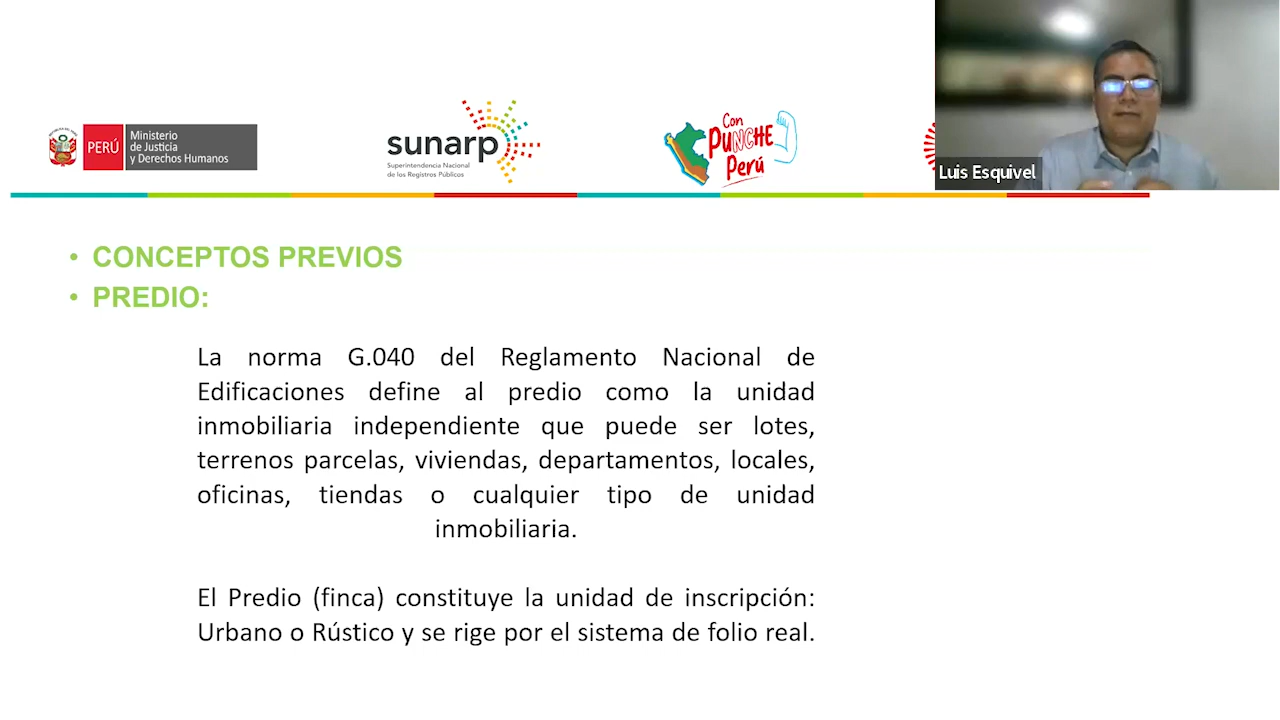 PERÚ
Ministerio
de Justicia
y Derechos Humanos
sunarp
Superintendencia Nacional
de los Registros Públicos
Con
PUNCHE
Perú
Luis Esquivel
• CONCEPTOS PREVIOS
• PREDIO:
La norma G.040 del Reglamento Nacional de
Edificaciones define al predio como la unidad
inmobiliaria independiente que puede ser lotes,
terrenos parcelas, viviendas, departamentos, locales,
oficinas, tiendas o cualquier tipo de unidad
inmobiliaria.
El Predio (finca) constituye la unidad de inscripción:
Urbano o Rústico y se rige por el sistema de folio real.